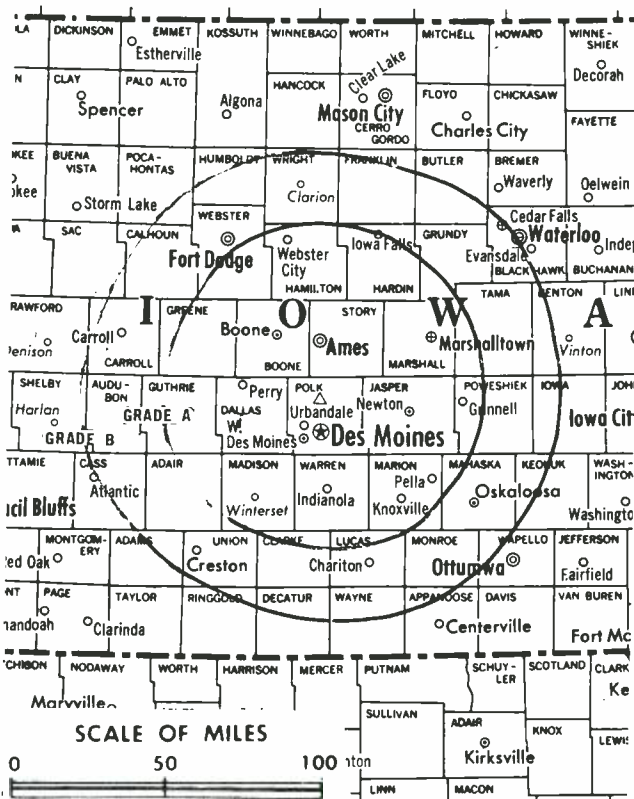 DICKINSON EMMET KOSSUTH WINNEBAGO WORTH MITCHELL HOWARD WINNE-
SHIEK
Estherville
Decorah
CLAY PALO ALTO HANCOCK Clear Lake
Spencer Algona Mason City FLOYD CHICKASAW
CERRO
GORDO
Charles City FAYETTE
BUENA
VISTA
POCA-
HONTAS
HUMBOLDT WRIGHT FRANKLIN BUTLER BREMER
Clarion Waverly Oelwein
Storm Lake
WEBSTER
Cedar Falls
SAC CALHOUN Fort Dodge Webster
City
Iowa Falls GRUNDY Waterloo
Evansdale
BLACK HAWK BUCHANAN
HAMILTON HARDIN
TAMA BENTON
IOWA
GREENE STORY
Carroll Boone Ames Marshalltown Vinton
CARROLL BOONE MARSHALL
SHELBY AUDU-
BON
GUTHRIE Perry POLK JASPER POWESHIEK IOWA
Harlan GRADE A DALLAS Urbandale Newton Grinnell
W.
Des Moines
Des Moines
GRADE B
CASS ADAIR MADISON WARREN MARION MAHASKA KEOKUK WASH-
INGTON
Atlantic Winterset Indianola Pella
Knoxville
Oskaloosa
MONTGOM-
ERY
ADAMS UNION CLARKE LUCAS MONROE WAPELLO JEFFERSON
Creston Chariton Ottumwa Fairfield
PAGE TAYLOR RINGGOLD DECATUR WAYNE APPANOOSE DAVIS VAN BUREN
Clarinda Centerville
NODAWAY WORTH HARRISON MERCER PUTNAM SCHUY-
LER
SCOTLAND
Maryville
SULLIVAN ADAIR KNOX
Kirksville
LINN MACON
SCALE OF MILES
0 50 100